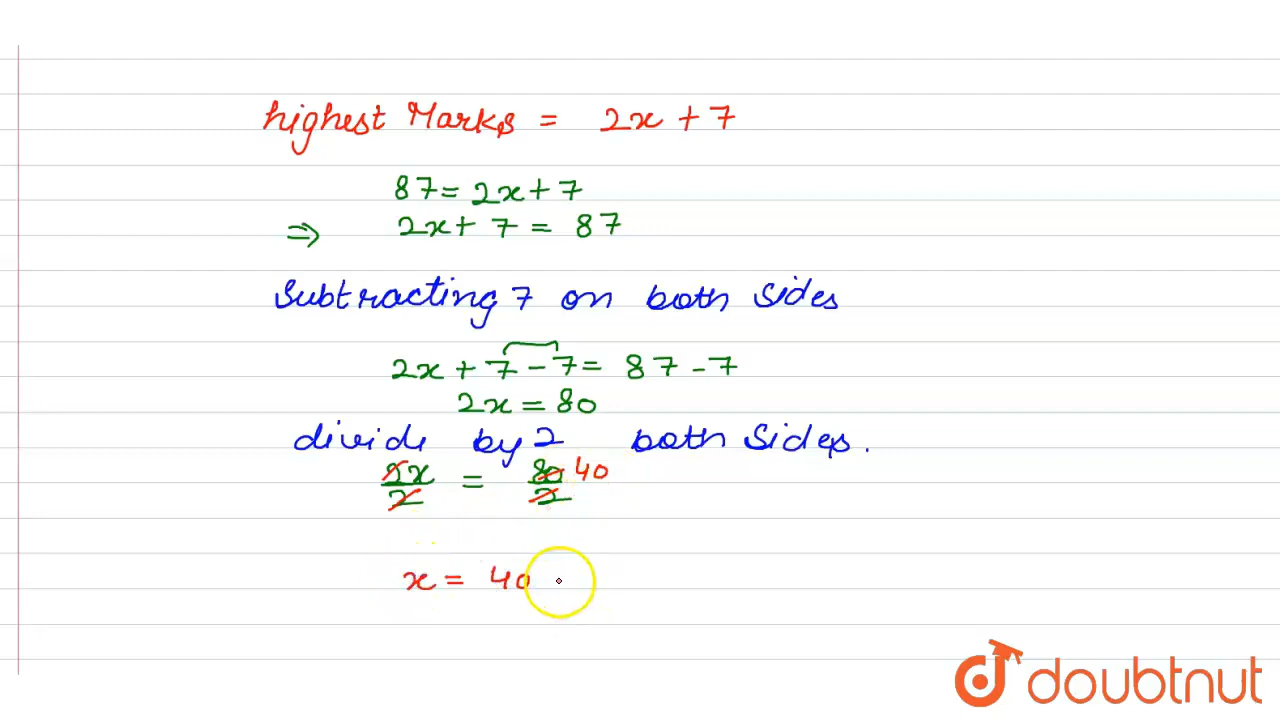 highest Marks = 2x + 7
87 = 2x + 7
⇒ 2x + 7 = 87
Subtracting 7 on both sides
2x + 7 - 7 = 87 - 7
2x = 80
divide by 2 both sides.
2x/2 = 80/2 40
x = 40
doubtnut